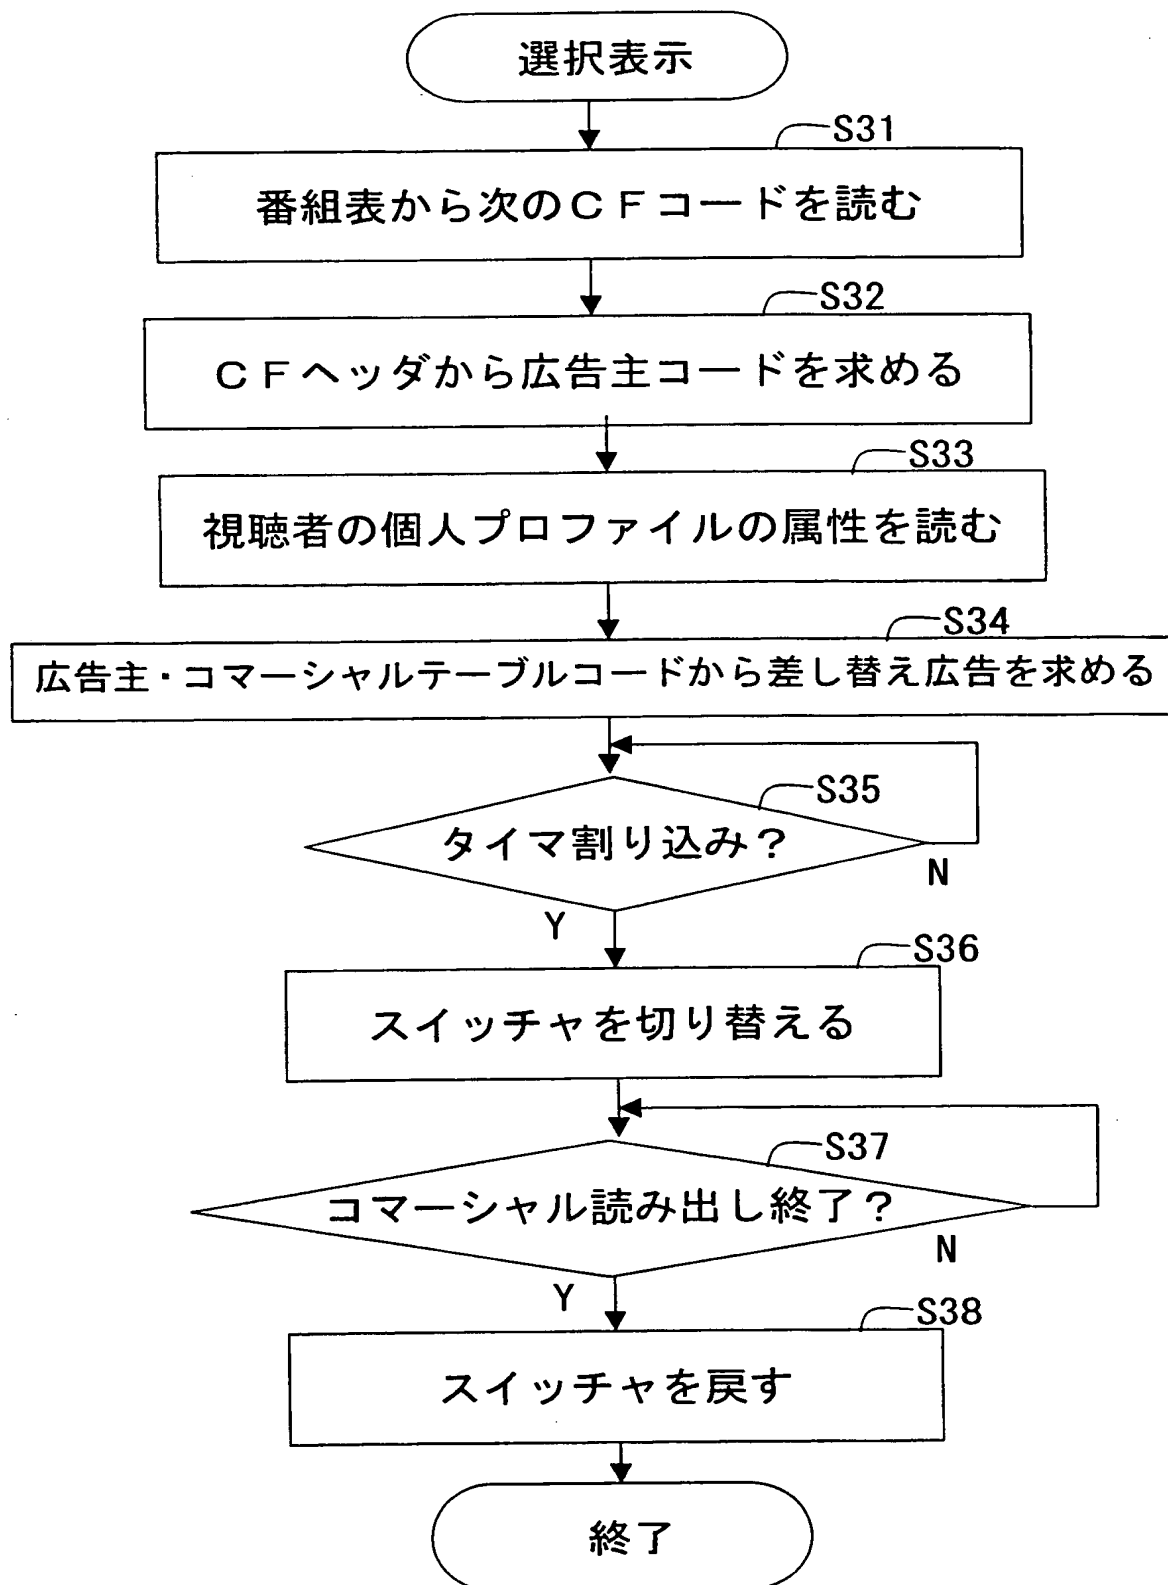 選択表示
S31
番組表から次のＣＦコードを読む
S32
ＣＦヘッダから広告主コードを求める
S33
視聴者の個人プロファイルの属性を読む
S34
広告主・コマーシャルテーブルコードから差し替え広告を求める
S35
タイマ割り込み？
N
Y
S36
スイッチャを切り替える
S37
コマーシャル読み出し終了？
N
Y
S38
スイッチャを戻す
終了